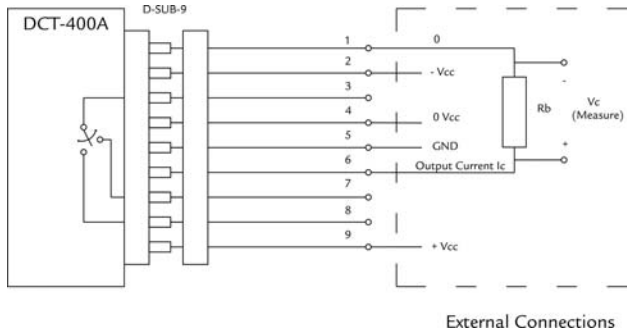 D-SUB-9
DCT-400A
1 0
2 - Vcc
3
4 0 Vcc
5 GND
6 Output Current Ic
7
8
9 + Vcc
Rb
-
Vc
(Measure)
+
External Connections